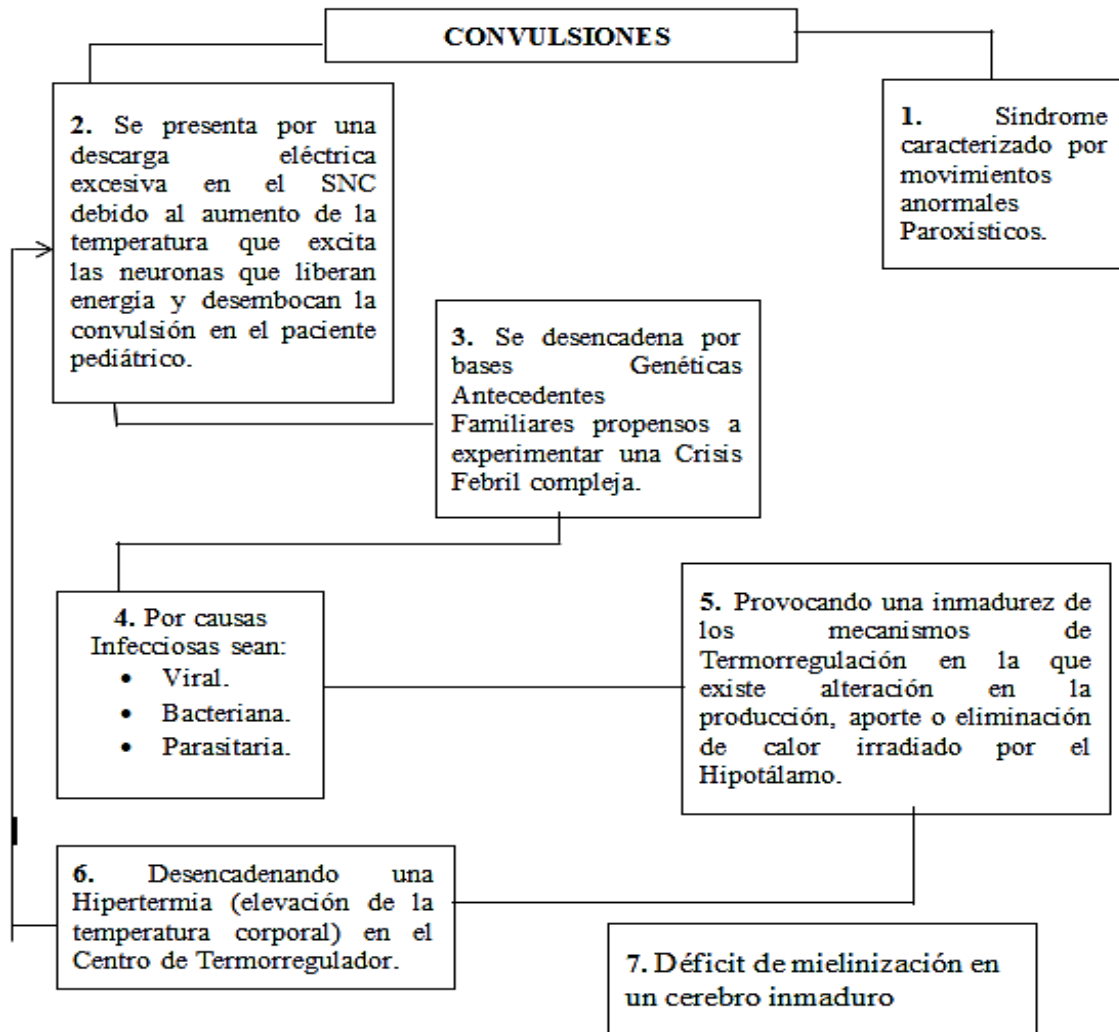 CONVULSIONES
1. Síndrome
caracterizado por
movimientos
anormales
Paroxísticos.
2. Se presenta por una
descarga eléctrica
excesiva en el SNC
debido al aumento de la
temperatura que excita
las neuronas que liberan
energía y desembocan la
convulsión en el paciente
pediátrico.
3. Se desencadena por
bases Genéticas
Antecedentes
Familiares propensos a
experimentar una Crisis
Febril compleja.
4. Por causas
Infecciosas sean:
• Viral.
• Bacteriana.
• Parasitaria.
5. Provocando una inmadurez de
los mecanismos de
Termorregulación en la que
existe alteración en la
producción, aporte o eliminación
de calor irradiado por el
Hipotálamo.
6. Desencadenando una
Hipertermia (elevación de la
temperatura corporal) en el
Centro de Termorregulador.
7. Déficit de mielinización en
un cerebro inmaduro